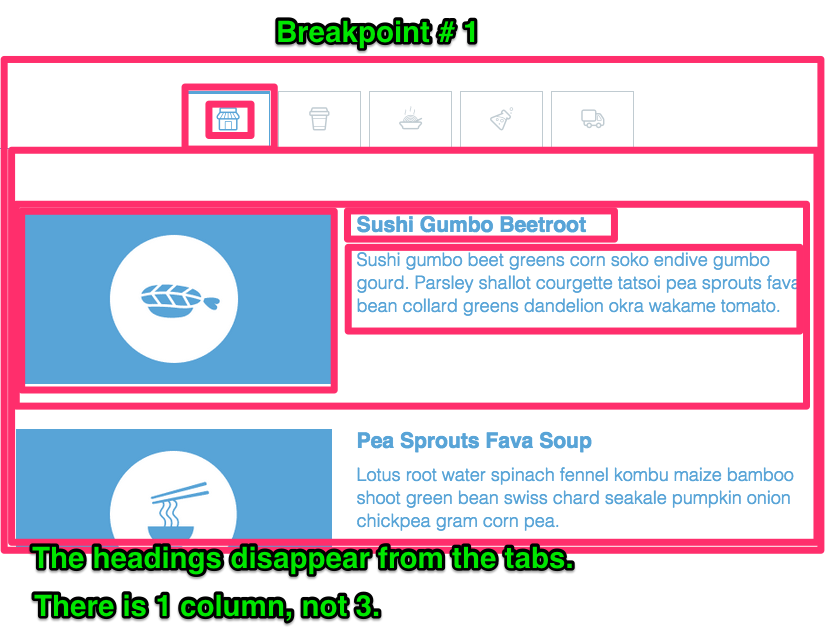 Breakpoint # 1
Sushi Gumbo Beetroot
Sushi gumbo beet greens corn soko endive gumbo
gourd. Parsley shallot courgette tatsoi pea sprouts fava
bean collard greens dandelion okra wakame tomato.
Pea Sprouts Fava Soup
Lotus root water spinach fennel kombu maize bamboo
shoot green bean swiss chard seakale pumpkin onion
chickpea gram corn pea.
The headings disappear from the tabs.
There is 1 column, not 3.